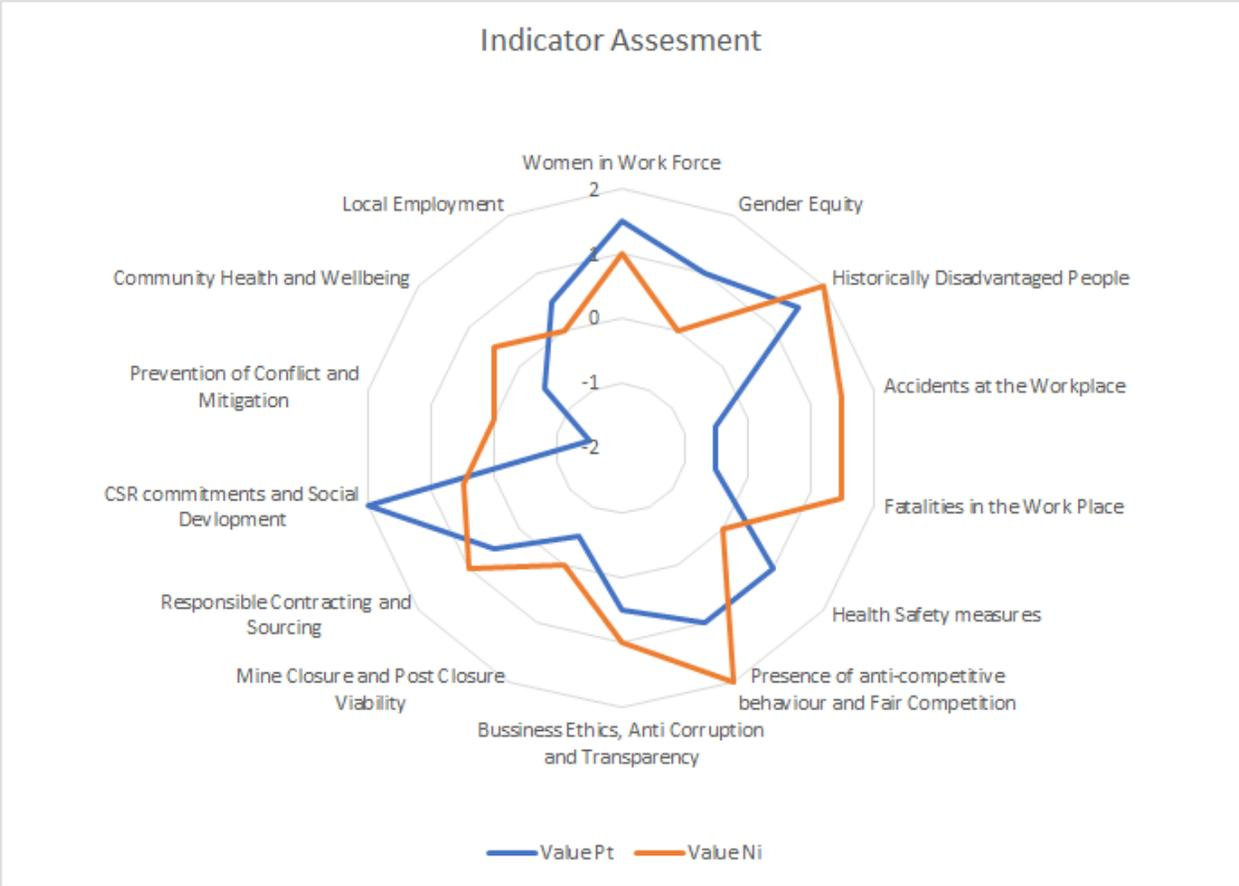 Indicator Assesment
Women in Work Force
2
Local Employment
Gender Equity
1
Community Health and Wellbeing
Historically Disadvantaged People
0
Prevention of Conflict and
Mitigation
-1
Accidents at the Workplace
-2
CSR commitments and Social
Devlopment
Fatalities in the Work Place
Responsible Contracting and
Sourcing
Health Safety measures
Mine Closure and Post Closure
Viability
Presence of anti-competitive
behaviour and Fair Competition
Bussiness Ethics, Anti Corruption
and Transparency
Value Pt
Value Ni